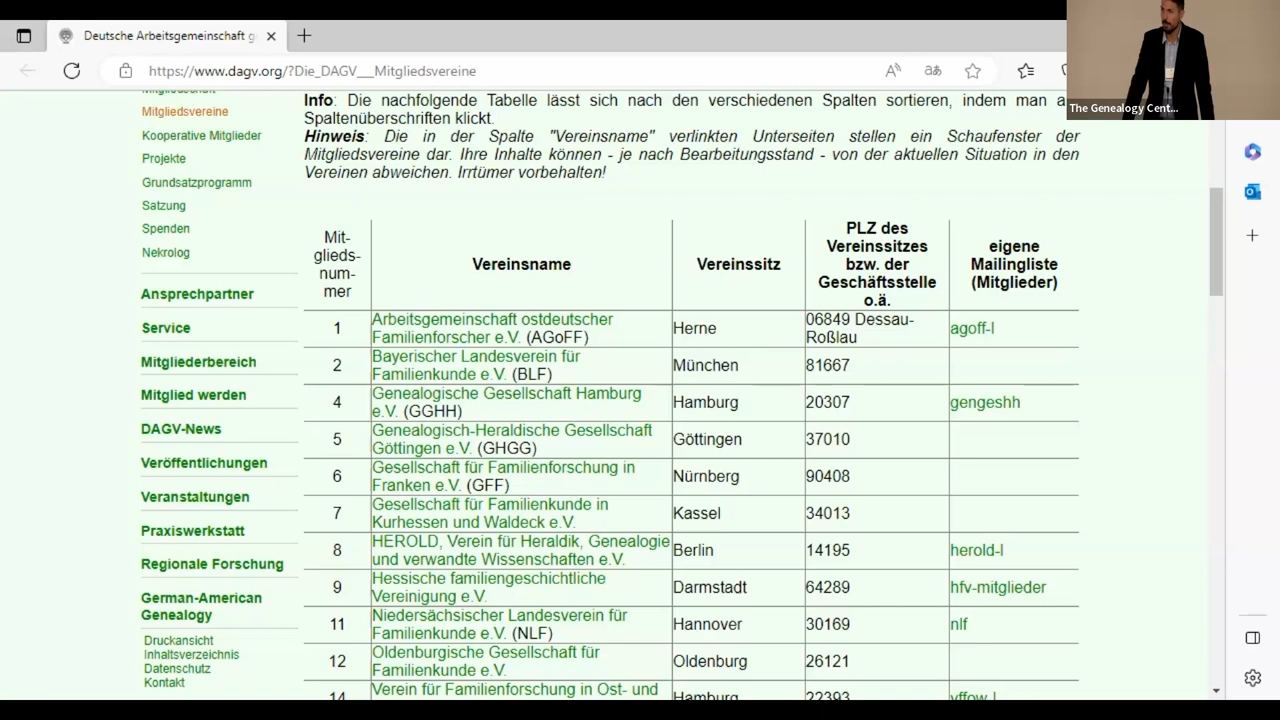 Deutsche Arbeitsgemeinschaft g
https://www.dagv.org/?Die_DAGV___Mitgliedsvereine
The Genealogy Cent...
Mitgliedsvereine
Kooperative Mitglieder
Projekte
Grundsatzprogramm
Satzung
Spenden
Nekrolog
Ansprechpartner
Service
Mitgliederbereich
Mitglied werden
DAGV-News
Veröffentlichungen
Veranstaltungen
Praxiswerkstatt
Regionale Forschung
German-American
Genealogy
Druckansicht
Inhaltsverzeichnis
Datenschutz
Kontakt
Info: Die nachfolgende Tabelle lässt sich nach den verschiedenen Spalten sortieren, indem man a
Spaltenüberschriften klickt.
Hinweis: Die in der Spalte "Vereinsname" verlinkten Unterseiten stellen ein Schaufenster der
Mitgliedsvereine dar. Ihre Inhalte können - je nach Bearbeitungsstand - von der aktuellen Situation in den
Vereinen abweichen. Irrtümer vorbehalten!
Mit-
glieds-
num-
mer
Vereinsname
Vereinssitz
PLZ des
Vereinssitzes
bzw. der
Geschäftsstelle
o.ä.
eigene
Mailingliste
(Mitglieder)
1
Arbeitsgemeinschaft ostdeutscher
Familienforscher e.V. (AGoFF)
Herne
06849 Dessau-
Roßlau
agoff-l
2
Bayerischer Landesverein für
Familienkunde e.V. (BLF)
München
81667
4
Genealogische Gesellschaft Hamburg
e.V. (GGHH)
Hamburg
20307
gengeshh
5
Genealogisch-Heraldische Gesellschaft
Göttingen e.V. (GHGG)
Göttingen
37010
6
Gesellschaft für Familienforschung in
Franken e.V. (GFF)
Nürnberg
90408
7
Gesellschaft für Familienkunde in
Kurhessen und Waldeck e.V.
Kassel
34013
8
HEROLD, Verein für Heraldik, Genealogie
und verwandte Wissenschaften e.V.
Berlin
14195
herold-l
9
Hessische familiengeschichtliche
Vereinigung e.V.
Darmstadt
64289
hfv-mitglieder
11
Niedersächsischer Landesverein für
Familienkunde e.V. (NLF)
Hannover
30169
nlf
12
Oldenburgische Gesellschaft für
Familienkunde e.V.
Oldenburg
26121
14
Verein für Familienforschung in Ost- und
Hamburg
22393
vffow-l